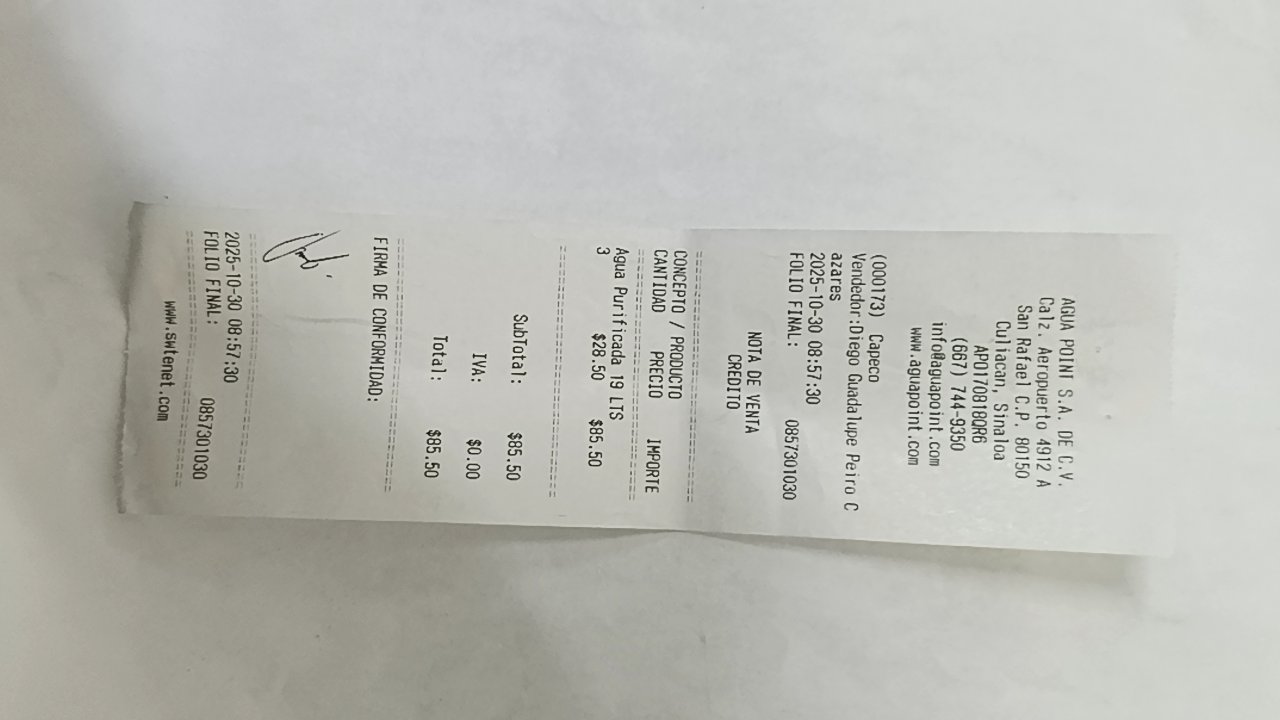 AGUA POINT S.A. DE C.V.
Calz. Aeropuerto 4912 A
San Rafael C.P. 80150
Culiacan, Sinaloa
APO170818QR6
(667) 744-9350
info@aguapoint.com
www.aguapoint.com
(000173) Capeco
Vendedor:Diego Guadalupe Peiro C
azares
2025-10-30 08:57:30
FOLIO FINAL: 0857301030
NOTA DE VENTA
CREDITO
CONCEPTO / PRODUCTO
CANTIDAD PRECIO IMPORTE
Agua Purificada 19 LTS
3 $28.50 $85.50
SubTotal: $85.50
IVA: $0.00
Total: $85.50
FIRMA DE CONFORMIDAD:
2025-10-30 08:57:30
FOLIO FINAL: 0857301030
www.swtenet.com